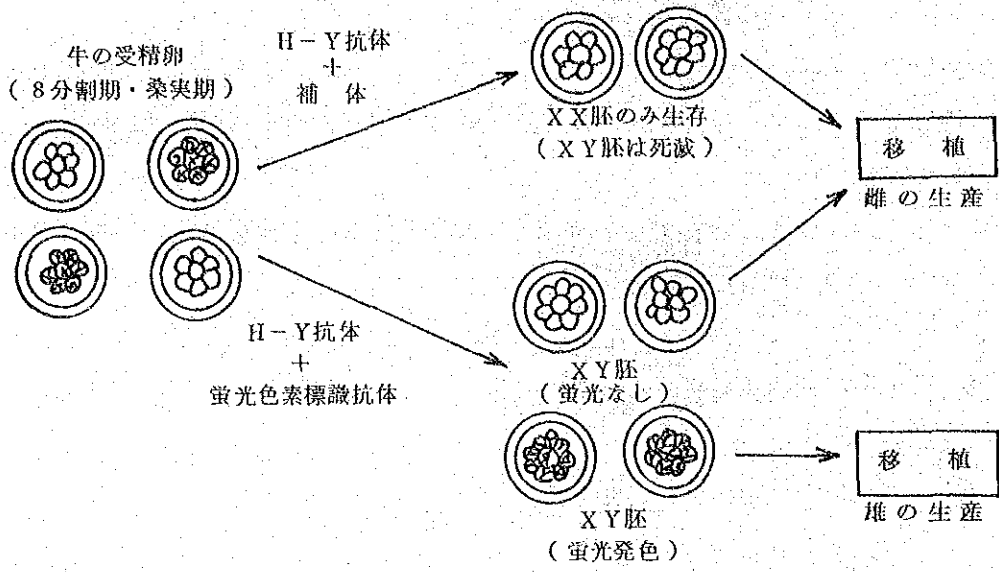 牛の受精卵
(8分割期・桑実期)
H-Y抗体
+
補 体
XX胚のみ生存
(XY胚は死滅)
移 植
雌の生産
H-Y抗体
+
蛍光色素標識抗体
XY胚
(蛍光なし)
XY胚
(蛍光発色)
移 植
雄の生産